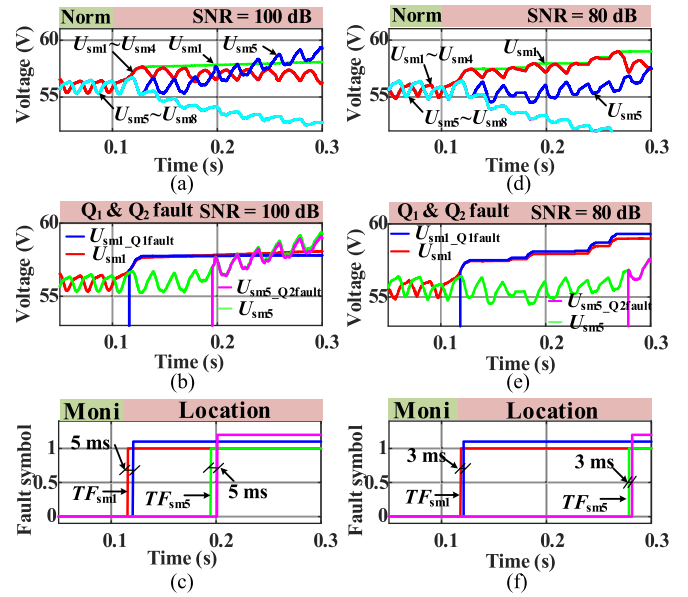 Norm SNR = 100 dB
Voltage (V)
60
55
Usm1~Usm4 Usm1 Usm5
Usm5~Usm8
0.1 0.2 0.3
Time (s)
(a)
Norm SNR = 80 dB
Voltage (V)
60
55
Usm1~Usm4 Usm1
Usm5~Usm8 Usm5
0.1 0.2 0.3
Time (s)
(d)
Q1 & Q2 fault SNR = 100 dB
Voltage (V)
60
55
Usm1_Q1fault
Usm1
Usm5_Q2fault
Usm5
0.1 0.2 0.3
Time (s)
(b)
Q1 & Q2 fault SNR = 80 dB
Voltage (V)
60
55
Usm1_Q1fault
Usm1
Usm5_Q2fault
Usm5
0.1 0.2 0.3
Time (s)
(e)
Moni Location
Fault symbol
1
0.5
0
5 ms
TFsm1 TFsm5 5 ms
0.1 0.2 0.3
Time (s)
(c)
Moni Location
Fault symbol
1
0.5
0
3 ms 3 ms
TFsm1 TFsm5
0.1 0.2 0.3
Time (s)
(f)